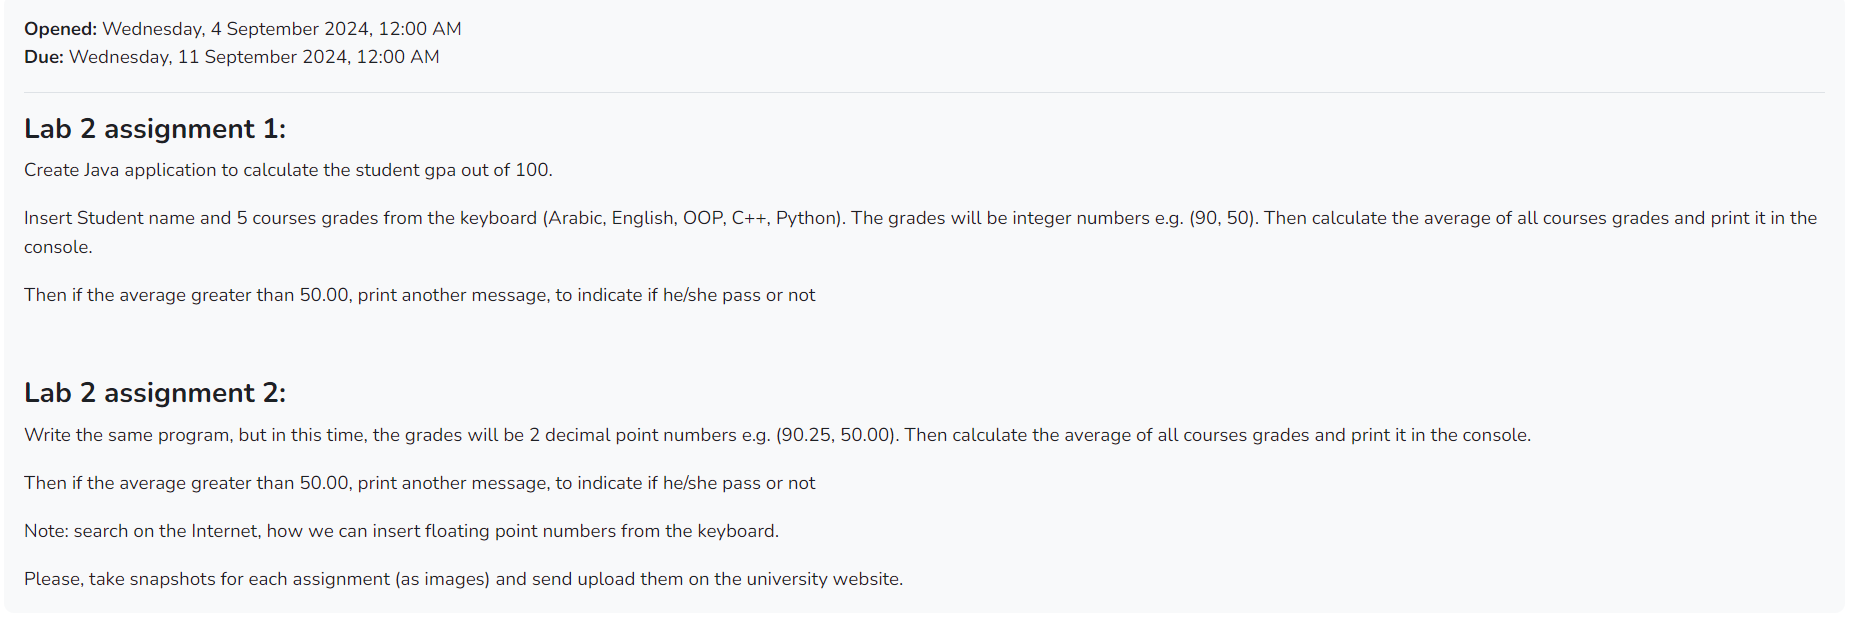 Opened: Wednesday, 4 September 2024, 12:00 AM
Due: Wednesday, 11 September 2024, 12:00 AM
Lab 2 assignment 1:
Create Java application to calculate the student gpa out of 100.
Insert Student name and 5 courses grades from the keyboard (Arabic, English, OOP, C++, Python). The grades will be integer numbers e.g. (90, 50). Then calculate the average of all courses grades and print it in the
console.
Then if the average greater than 50.00, print another message, to indicate if he/she pass or not
Lab 2 assignment 2:
Write the same program, but in this time, the grades will be 2 decimal point numbers e.g. (90.25, 50.00). Then calculate the average of all courses grades and print it in the console.
Then if the average greater than 50.00, print another message, to indicate if he/she pass or not
Note: search on the Internet, how we can insert floating point numbers from the keyboard.
Please, take snapshots for each assignment (as images) and send upload them on the university website.